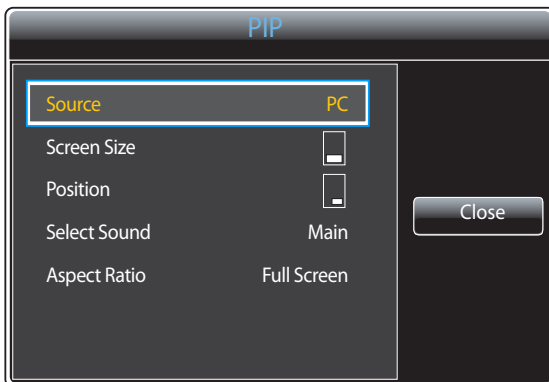 PIP
Source PC
Screen Size
Position
Select Sound Main
Aspect Ratio Full Screen
Close